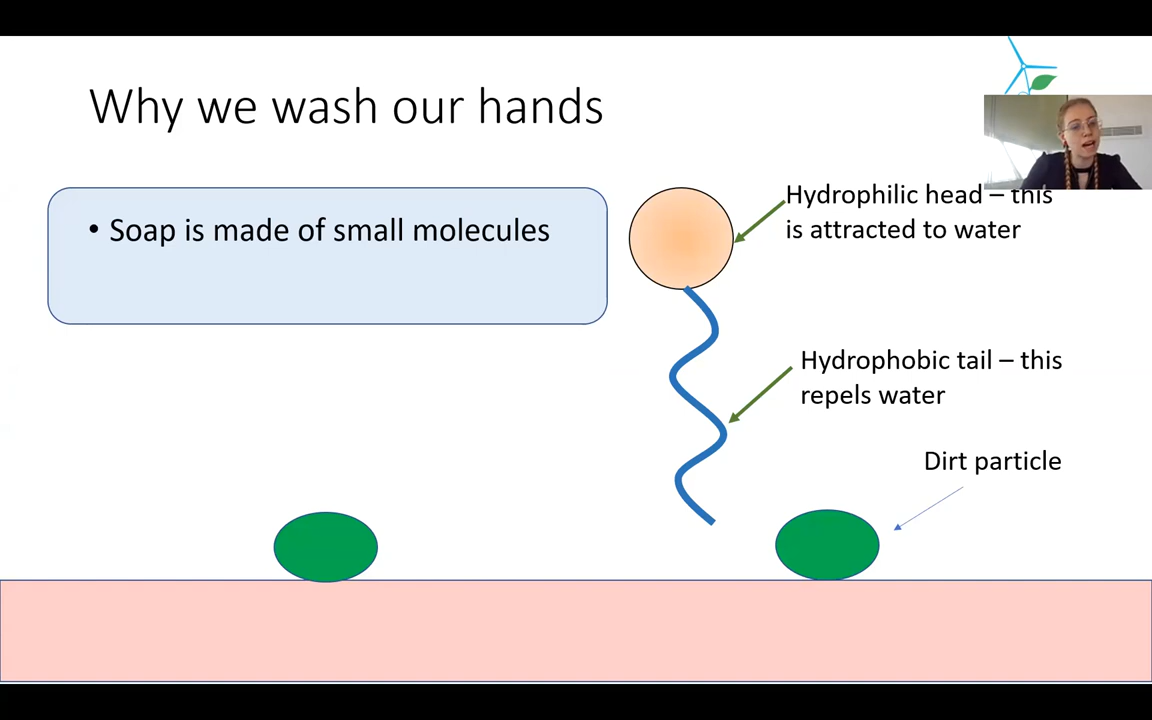 Why we wash our hands
• Soap is made of small molecules
Hydrophilic head – this
is attracted to water
Hydrophobic tail – this
repels water
Dirt particle